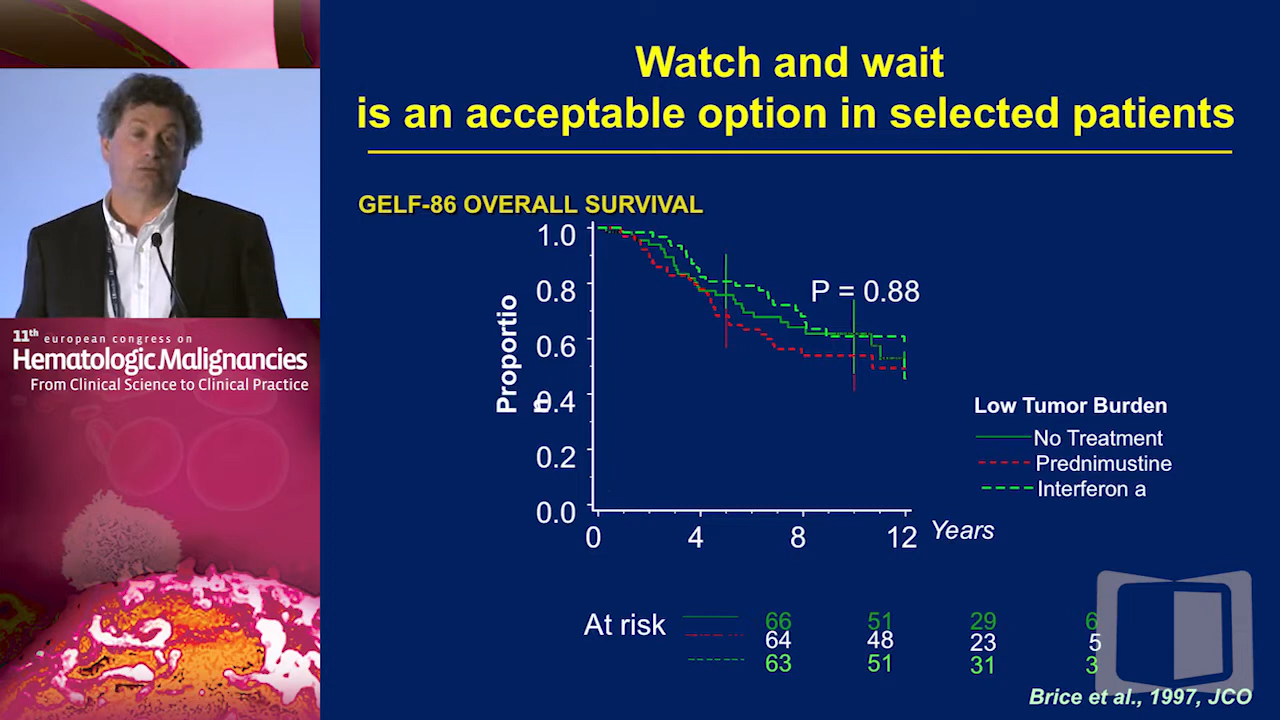 Watch and wait
is an acceptable option in selected patients
GELF-86 OVERALL SURVIVAL
1.0
0.8
0.6
0.4
0.2
0.0
Proportio
n
P = 0.88
0 4 8 12 Years
Low Tumor Burden
No Treatment
Prednimustine
Interferon a
At risk
66 51 29 6
64 48 23 5
63 51 31 3
Brice et al., 1997, JCO
11th european congress on
Hematologic Malignancies
From Clinical Science to Clinical Practice